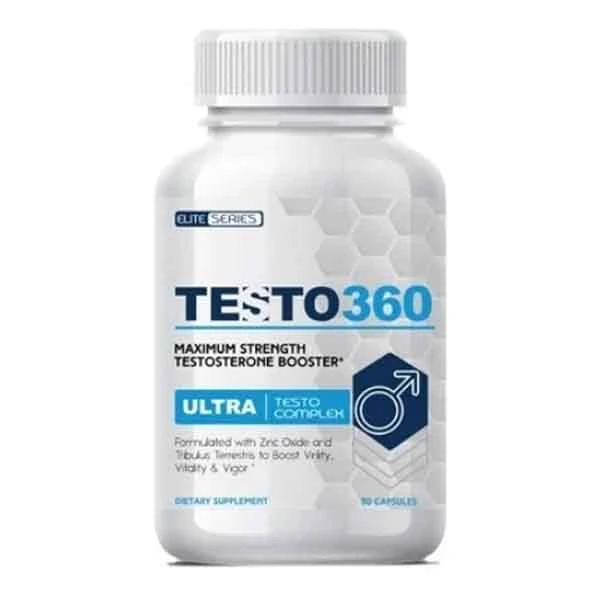 ELITE SERIES
TESTO360
MAXIMUM STRENGTH
TESTOSTERONE BOOSTER*
ULTRA TESTO
COMPLEX
Formulated with Zinc Oxide and
Tribulus Terrestris to Boost Virility,
Vitality & Vigor *
DIETARY SUPPLEMENT
CAPSULES